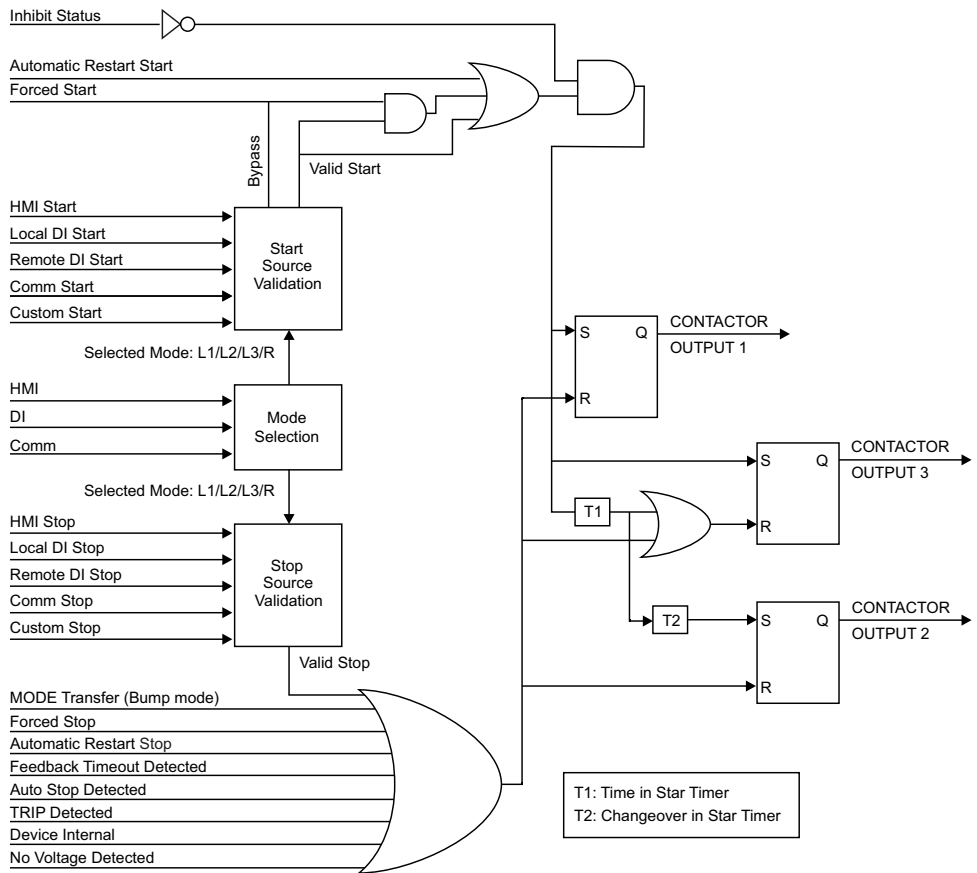 Inhibit Status
Automatic Restart Start
Forced Start
Bypass
Valid Start
HMI Start
Local DI Start
Remote DI Start
Comm Start
Custom Start
Start
Source
Validation
Selected Mode: L1/L2/L3/R
HMI
DI
Comm
Mode
Selection
Selected Mode: L1/L2/L3/R
HMI Stop
Local DI Stop
Remote DI Stop
Comm Stop
Custom Stop
Stop
Source
Validation
Valid Stop
MODE Transfer (Bump mode)
Forced Stop
Automatic Restart Stop
Feedback Timeout Detected
Auto Stop Detected
TRIP Detected
Device Internal
No Voltage Detected
S Q
R
CONTACTOR
OUTPUT 1
S Q
R
CONTACTOR
OUTPUT 3
T1
T2
S Q
R
CONTACTOR
OUTPUT 2
T1: Time in Star Timer
T2: Changeover in Star Timer